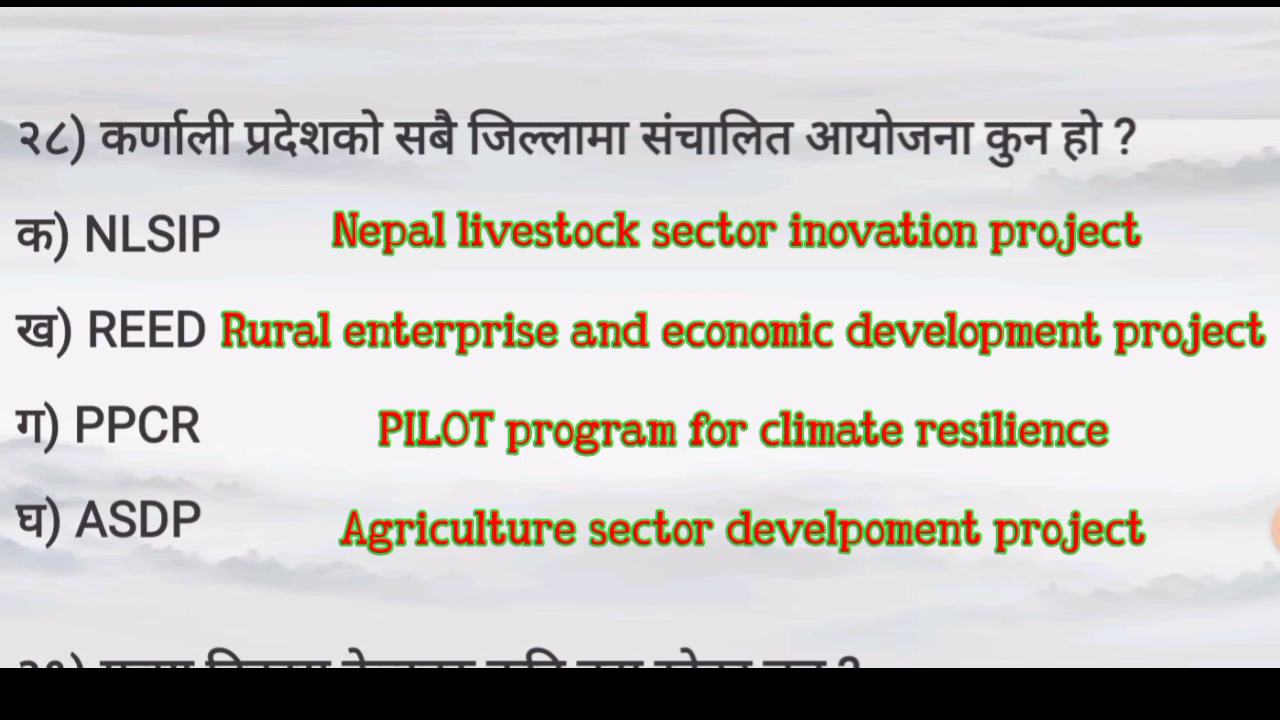 २८) कर्णाली प्रदेशको सबै जिल्लामा संचालित आयोजना कुन हो ?
क) NLSIP Nepal livestock sector inovation project
ख) REED Rural enterprise and economic development project
ग) PPCR PILOT program for climate resilience
घ) ASDP Agriculture sector develpoment project